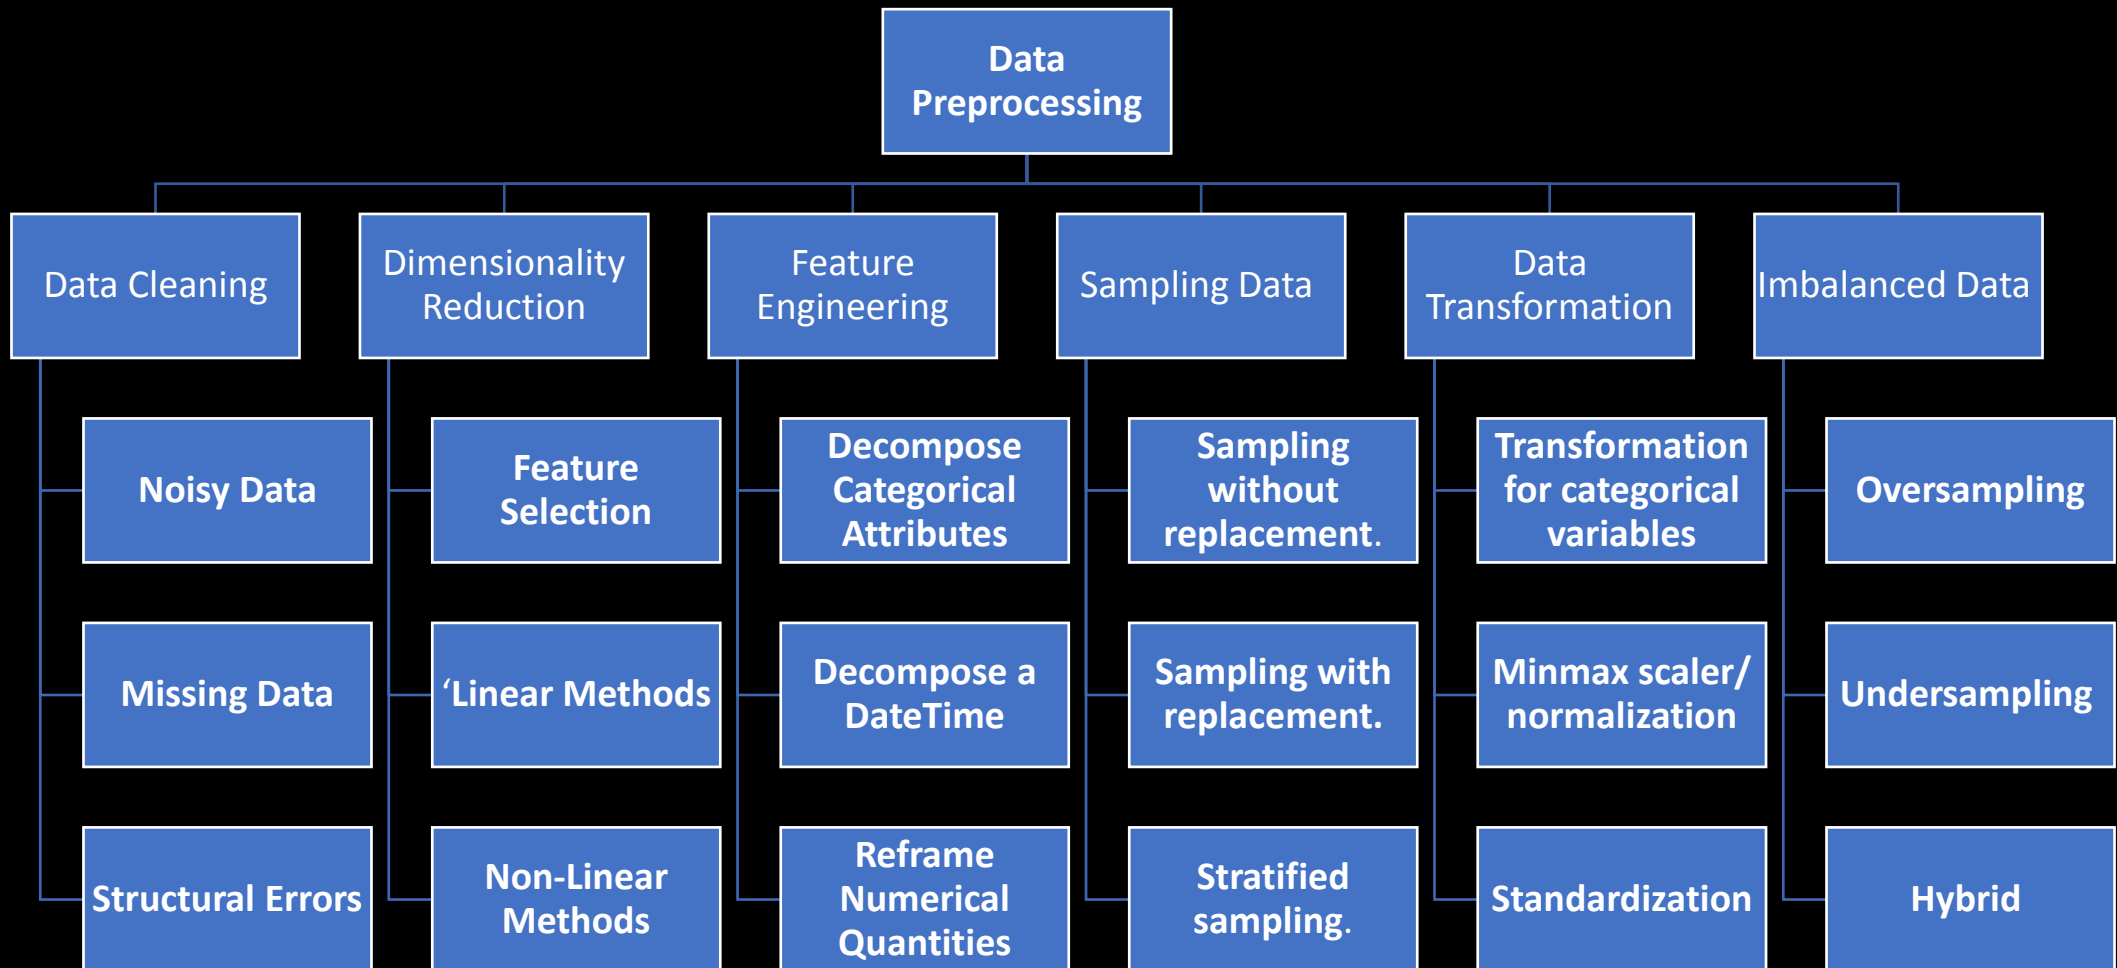 Data
Preprocessing
Data Cleaning
Dimensionality
Reduction
Feature
Engineering
Sampling Data
Data
Transformation
Imbalanced Data
Noisy Data
Feature
Selection
Decompose
Categorical
Attributes
Sampling
without
replacement.
Transformation
for categorical
variables
Oversampling
Missing Data
‘Linear Methods
Decompose a
DateTime
Sampling with
replacement.
Minmax scaler/
normalization
Undersampling
Structural Errors
Non-Linear
Methods
Reframe
Numerical
Quantities
Stratified
sampling.
Standardization
Hybrid